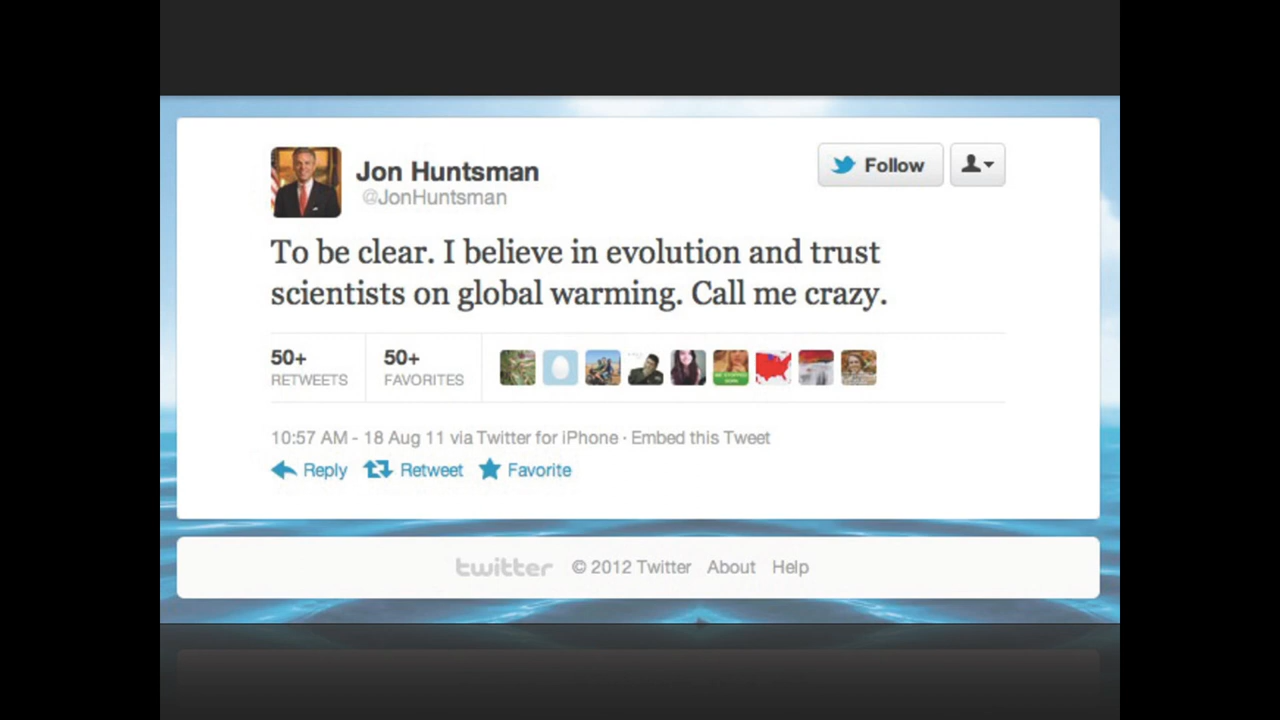 Jon Huntsman
@JonHuntsman
Follow
To be clear. I believe in evolution and trust
scientists on global warming. Call me crazy.
50+
RETWEETS
50+
FAVORITES
10:57 AM - 18 Aug 11 via Twitter for iPhone · Embed this Tweet
Reply Retweet Favorite
twitter © 2012 Twitter About Help